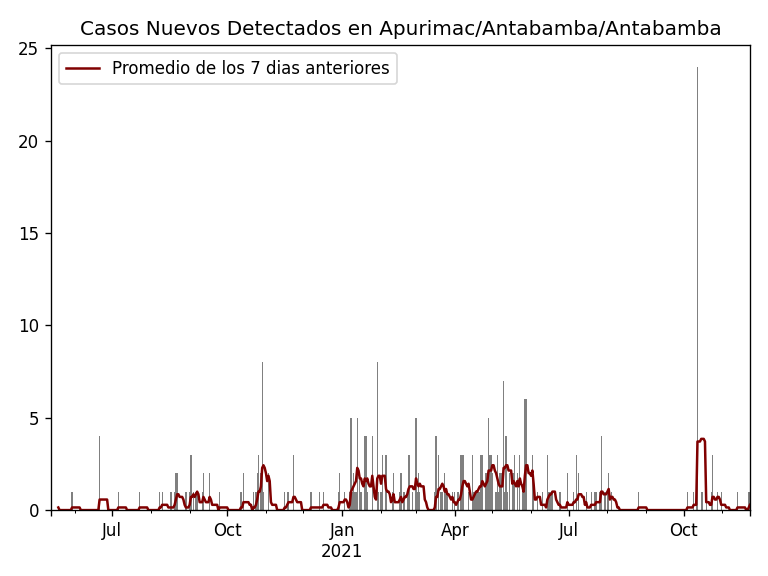 Casos Nuevos Detectados en Apurimac/Antabamba/Antabamba
Promedio de los 7 dias anteriores
25
20
15
10
5
0
Jul
Oct
Jan
2021
Apr
Jul
Oct